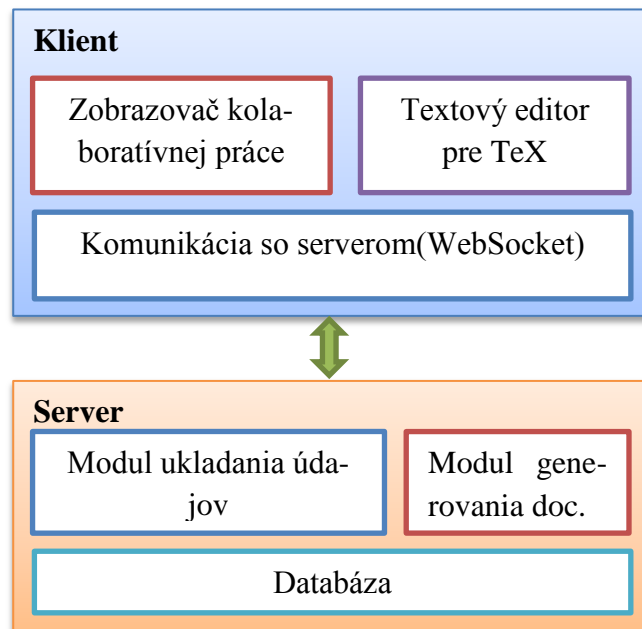 Klient
Zobrazovač kola-
boratívnej práce
Textový editor
pre TeX
Komunikácia so serverom(WebSocket)
Server
Modul ukladania úda-
jov
Modul gene-
rovania doc.
Databáza